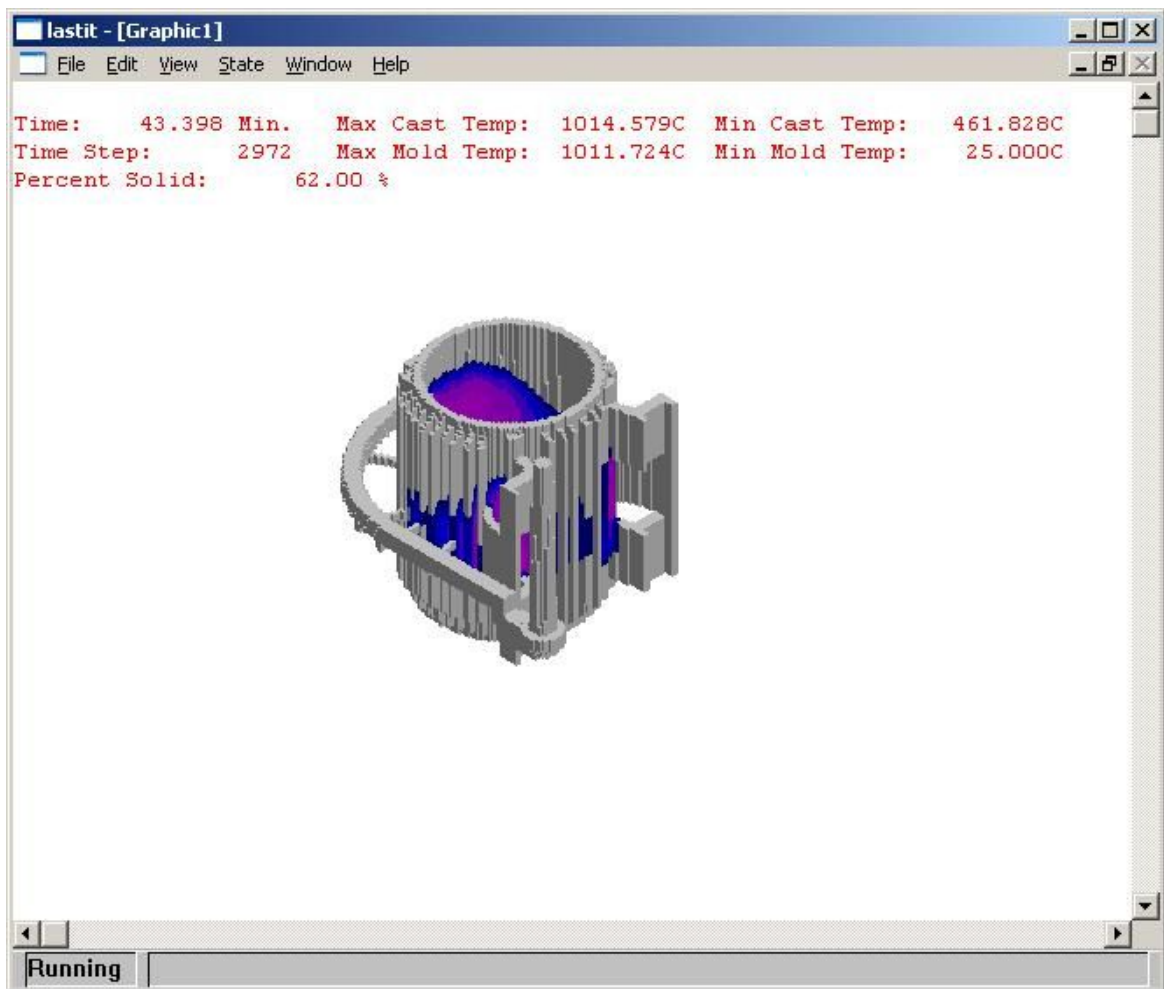 lastit - [Graphic1]
File Edit View State Window Help
Time: 43.398 Min. Max Cast Temp: 1014.579C Min Cast Temp: 461.828C
Time Step: 2972 Max Mold Temp: 1011.724C Min Mold Temp: 25.000C
Percent Solid: 62.00 %
Running